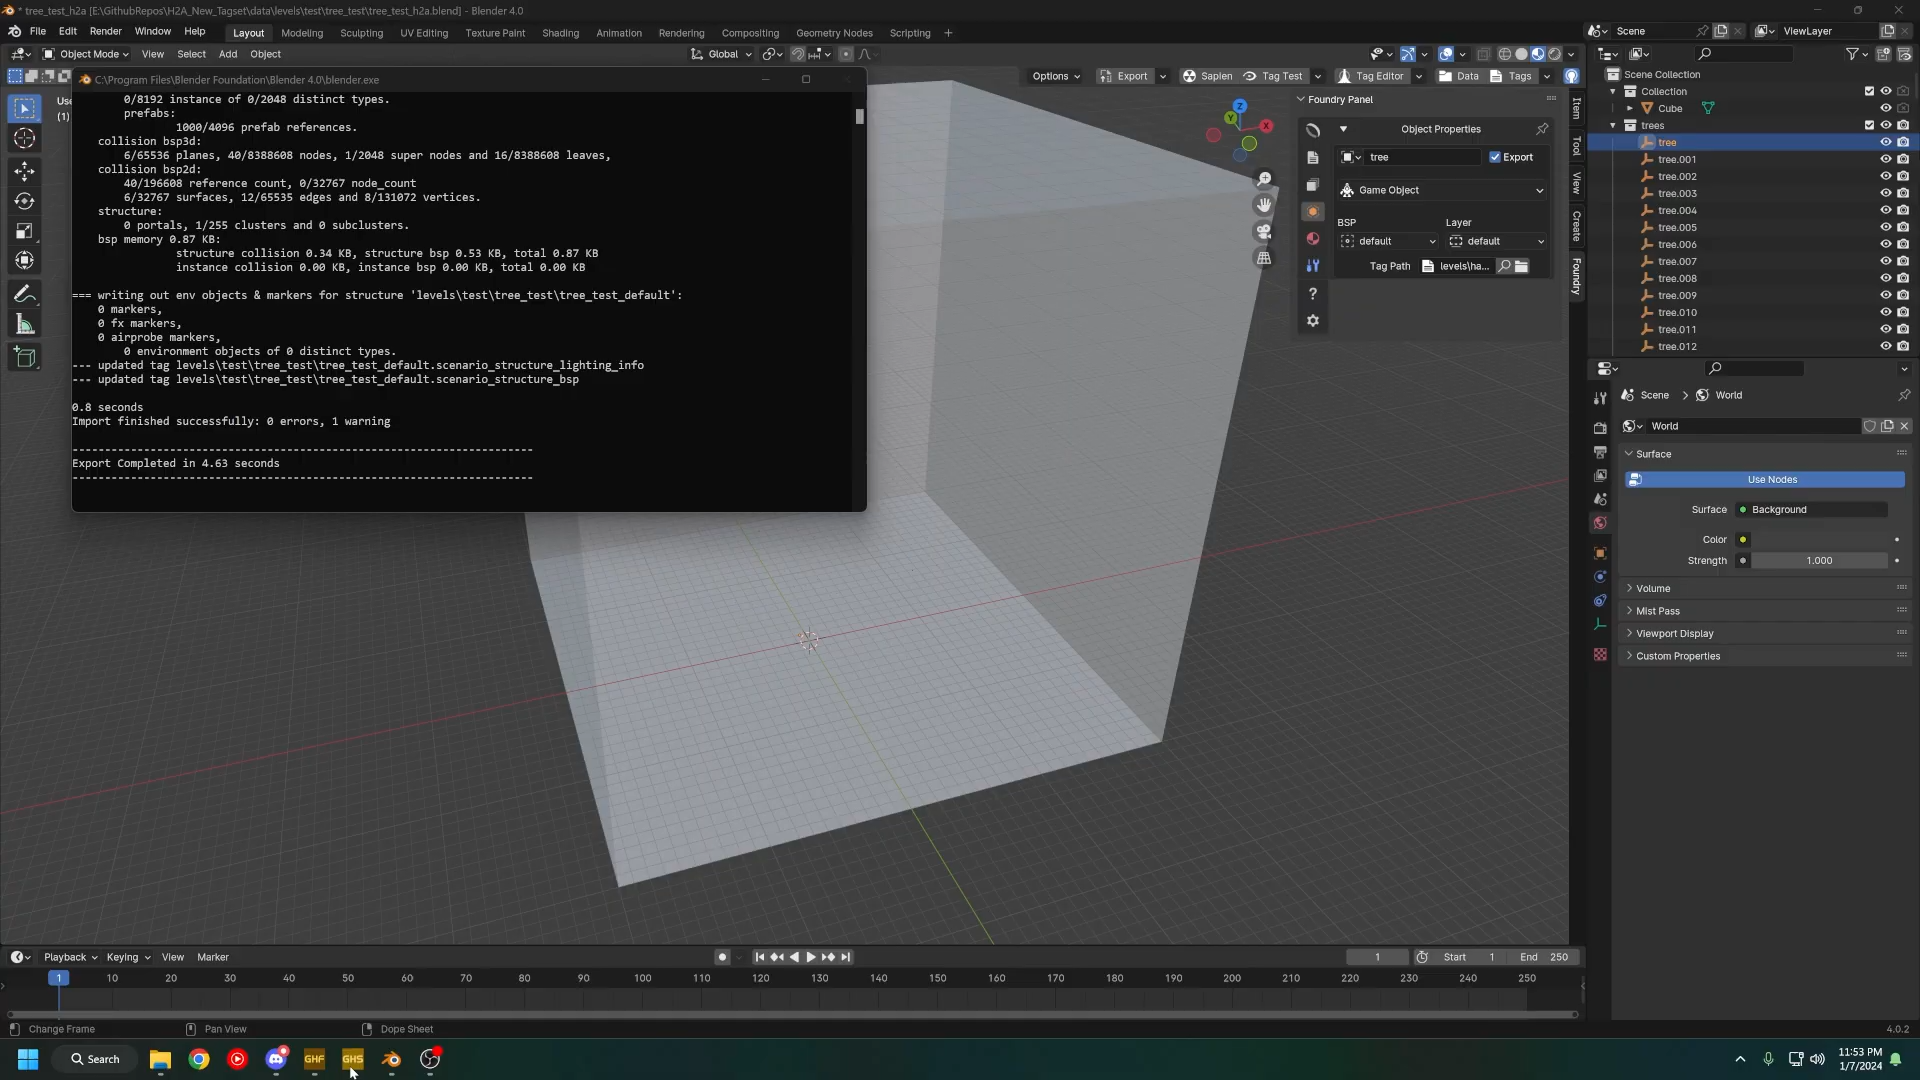 * tree_test_h2a [E:\GithubRepos\H2A_New_Tagset\data\levels\test\tree_test\tree_test_h2a.blend] - Blender 4.0
File Edit Render Window Help Layout Modeling Sculpting UV Editing Texture Paint Shading Animation Rendering Compositing Geometry Nodes Scripting + Scene ViewLayer
Object Mode View Select Add Object Global
C:\Program Files\Blender Foundation\Blender 4.0\blender.exe
Options Export Sapien Tag Test Tag Editor Data Tags
Use
(1)
0/8192 instance of 0/2048 distinct types.
prefabs:
1000/4096 prefab references.
collision bsp3d:
6/65536 planes, 40/8388608 nodes, 1/2048 super nodes and 16/8388608 leaves,
collision bsp2d:
40/196608 reference count, 0/32767 node_count
6/32767 surfaces, 12/65535 edges and 8/131072 vertices.
structure:
0 portals, 1/255 clusters and 0 subclusters.
bsp memory 0.87 KB:
structure collision 0.34 KB, structure bsp 0.53 KB, total 0.87 KB
instance collision 0.00 KB, instance bsp 0.00 KB, total 0.00 KB
=== writing out env objects & markers for structure 'levels\test\tree_test\tree_test_default':
0 markers,
0 fx markers,
0 airprobe markers,
0 environment objects of 0 distinct types.
--- updated tag levels\test\tree_test\tree_test_default.scenario_structure_lighting_info
--- updated tag levels\test\tree_test\tree_test_default.scenario_structure_bsp
0.8 seconds
Import finished successfully: 0 errors, 1 warning
-----------------------------------------------------------------------
Export Completed in 4.63 seconds
-----------------------------------------------------------------------
Z
Y
X
Foundry Panel
Object Properties
tree Export
Game Object
BSP Layer
default default
Tag Path levels\ha...
Item
Tool
View
Create
Foundry
Scene Collection
Collection
Cube
trees
tree
tree.001
tree.002
tree.003
tree.004
tree.005
tree.006
tree.007
tree.008
tree.009
tree.010
tree.011
tree.012
Scene > World
World
Surface
Use Nodes
Surface Background
Color
Strength 1.000
Volume
Mist Pass
Viewport Display
Custom Properties
Playback Keying View Marker 1 Start 1 End 250
1 10 20 30 40 50 60 70 80 90 100 110 120 130 140 150 160 170 180 190 200 210 220 230 240 250
Change Frame Pan View Dope Sheet 4.0.2
Search GHF GHS 11:53 PM
1/7/2024